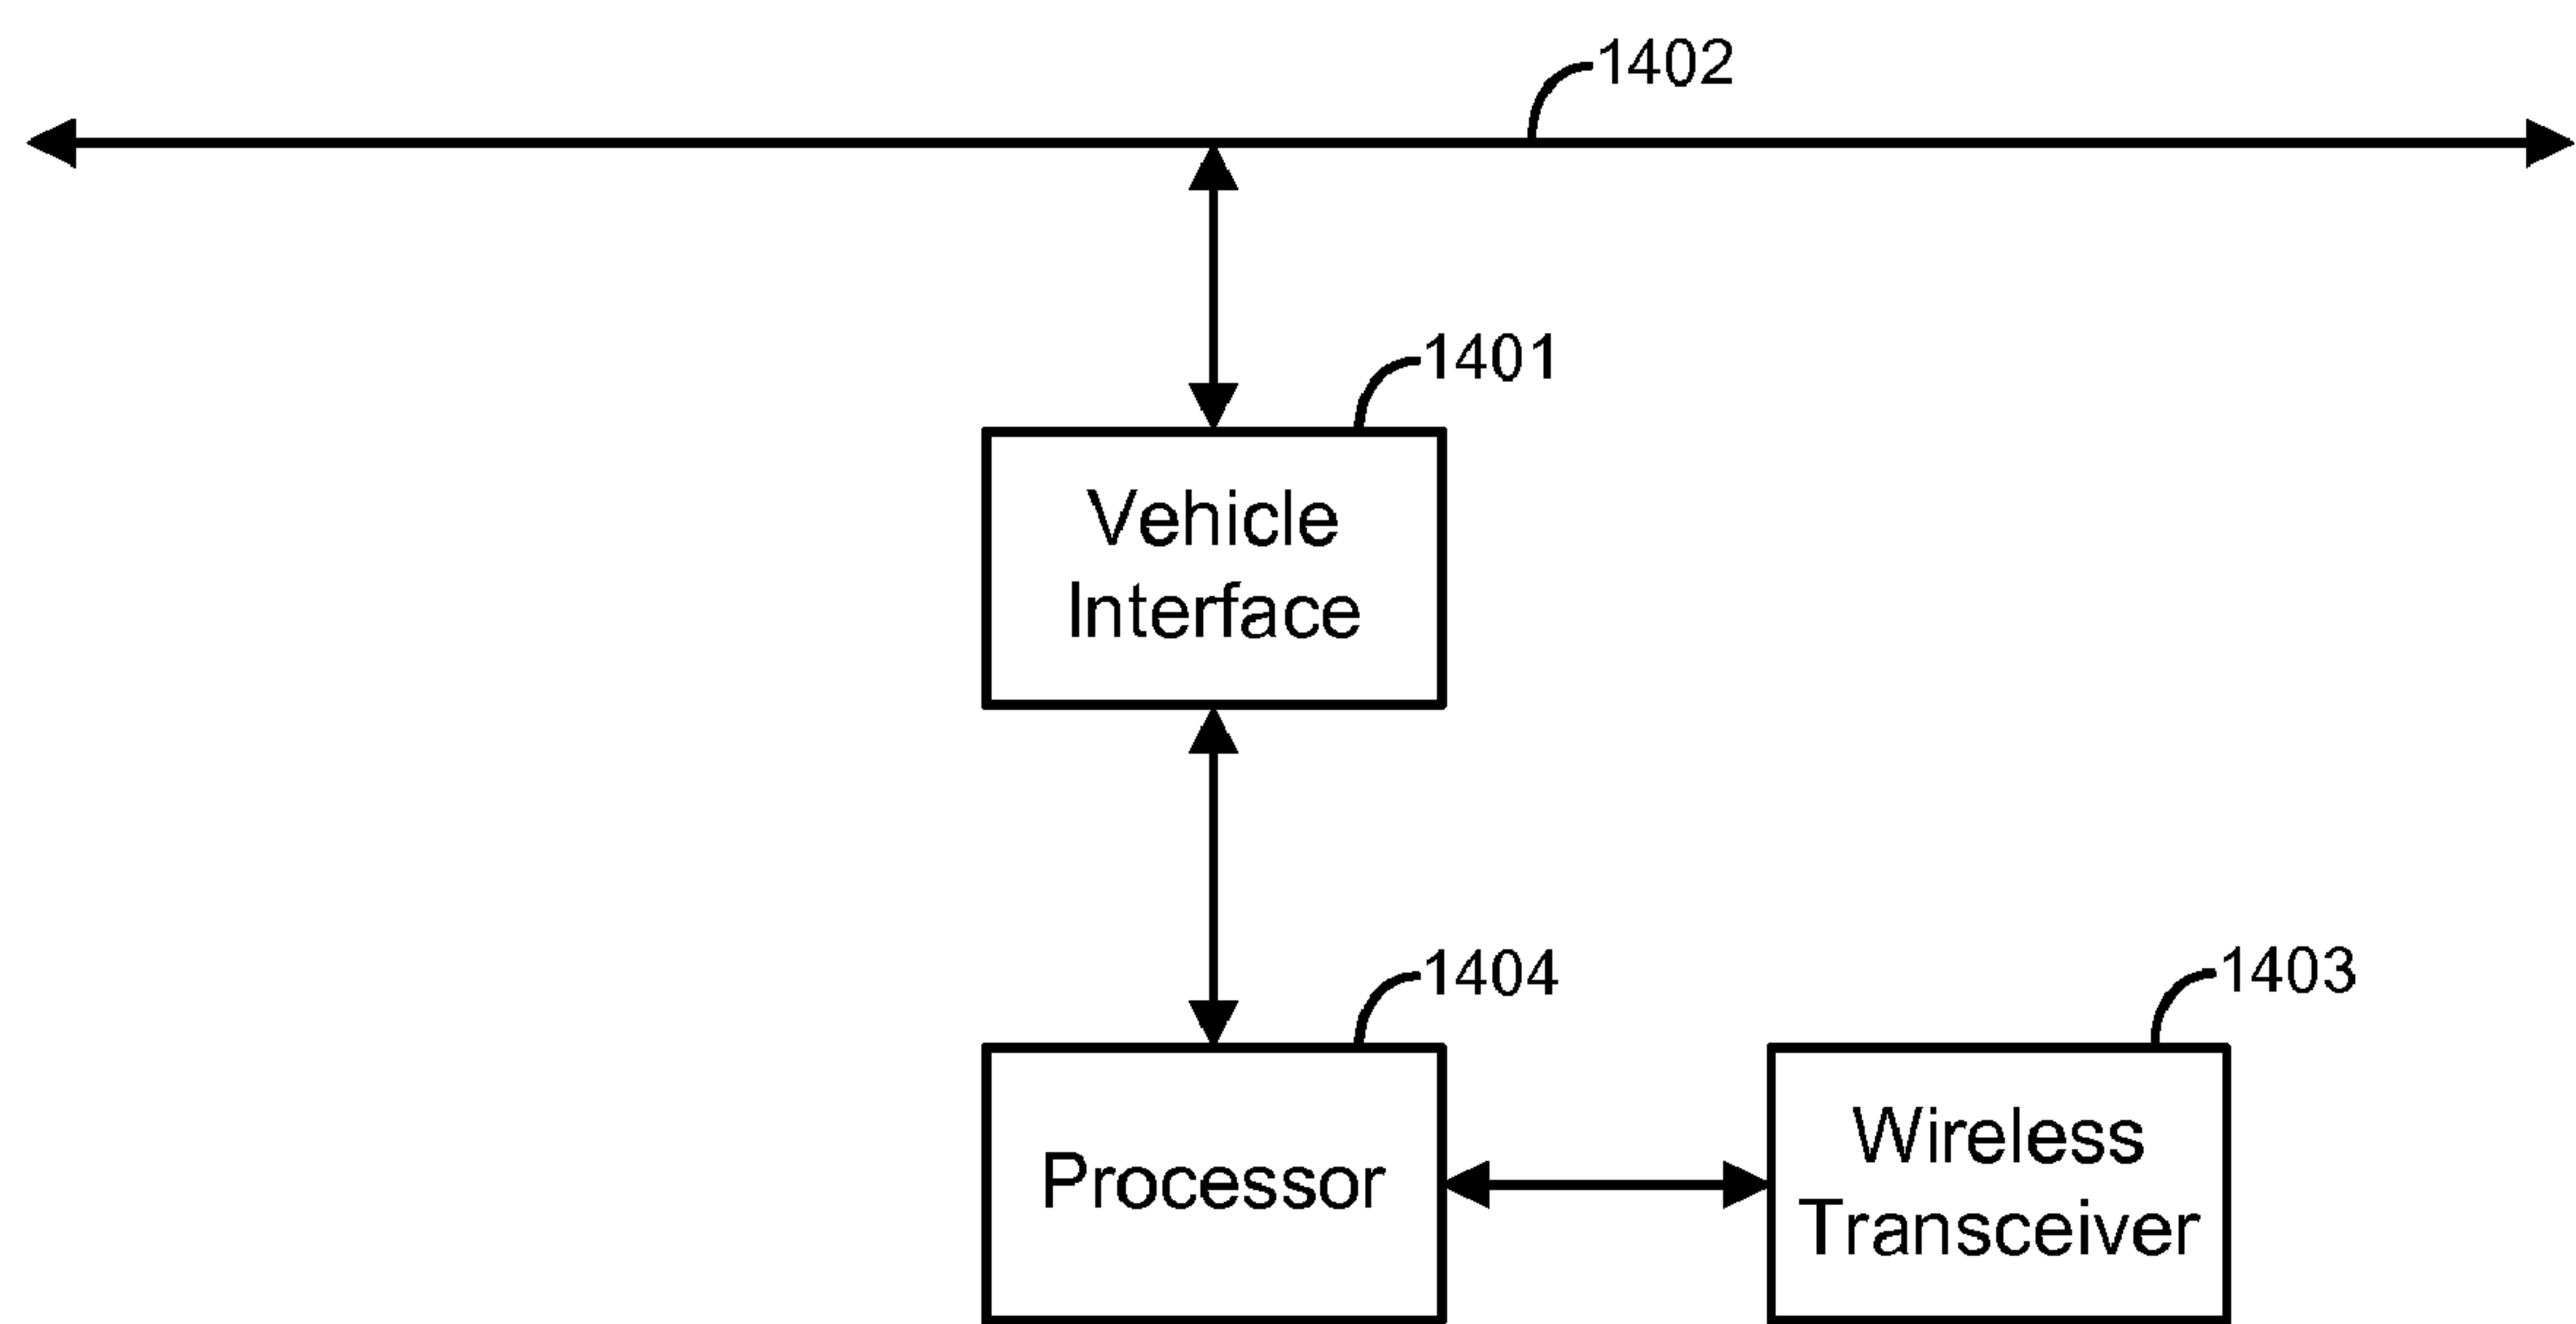 1402
1401
Vehicle
Interface
1404
1403
Processor
Wireless
Transceiver